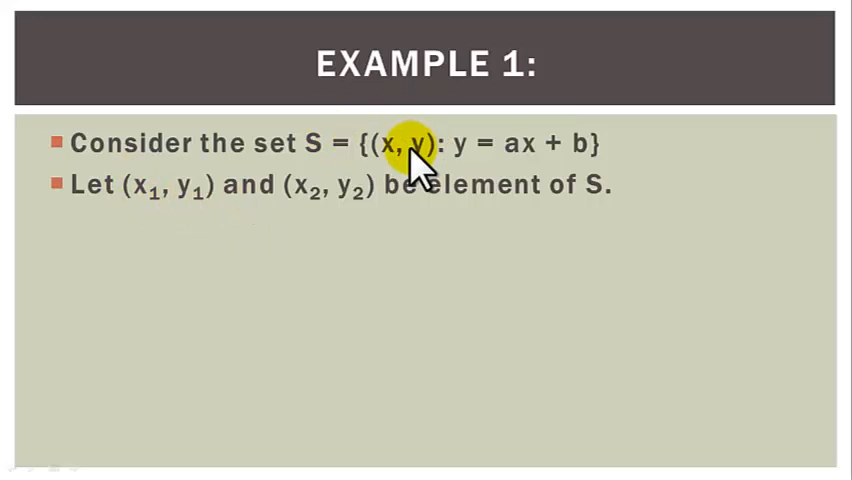 EXAMPLE 1:
Consider the set S = {(x, y): y = ax + b}
Let (x₁, y₁) and (x₂, y₂) be element of S.